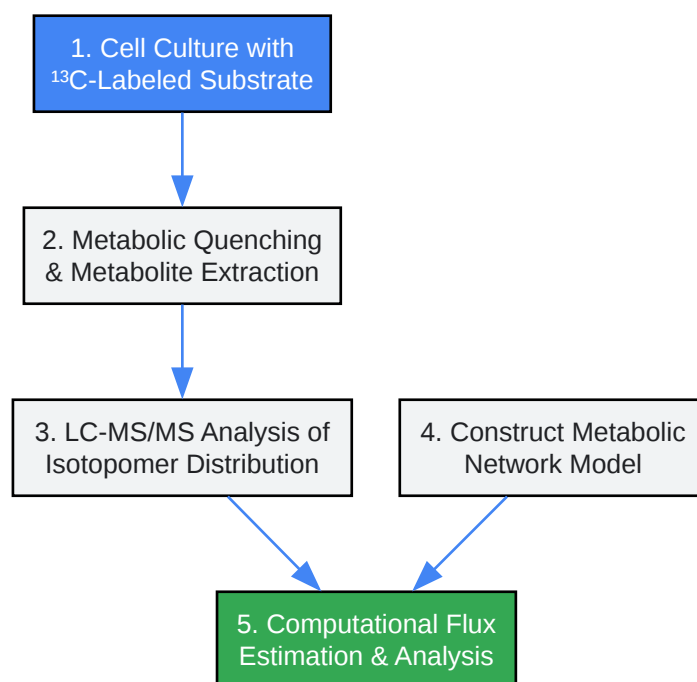 1. Cell Culture with
¹³C-Labeled Substrate
2. Metabolic Quenching
& Metabolite Extraction
3. LC-MS/MS Analysis of
Isotopomer Distribution
4. Construct Metabolic
Network Model
5. Computational Flux
Estimation & Analysis